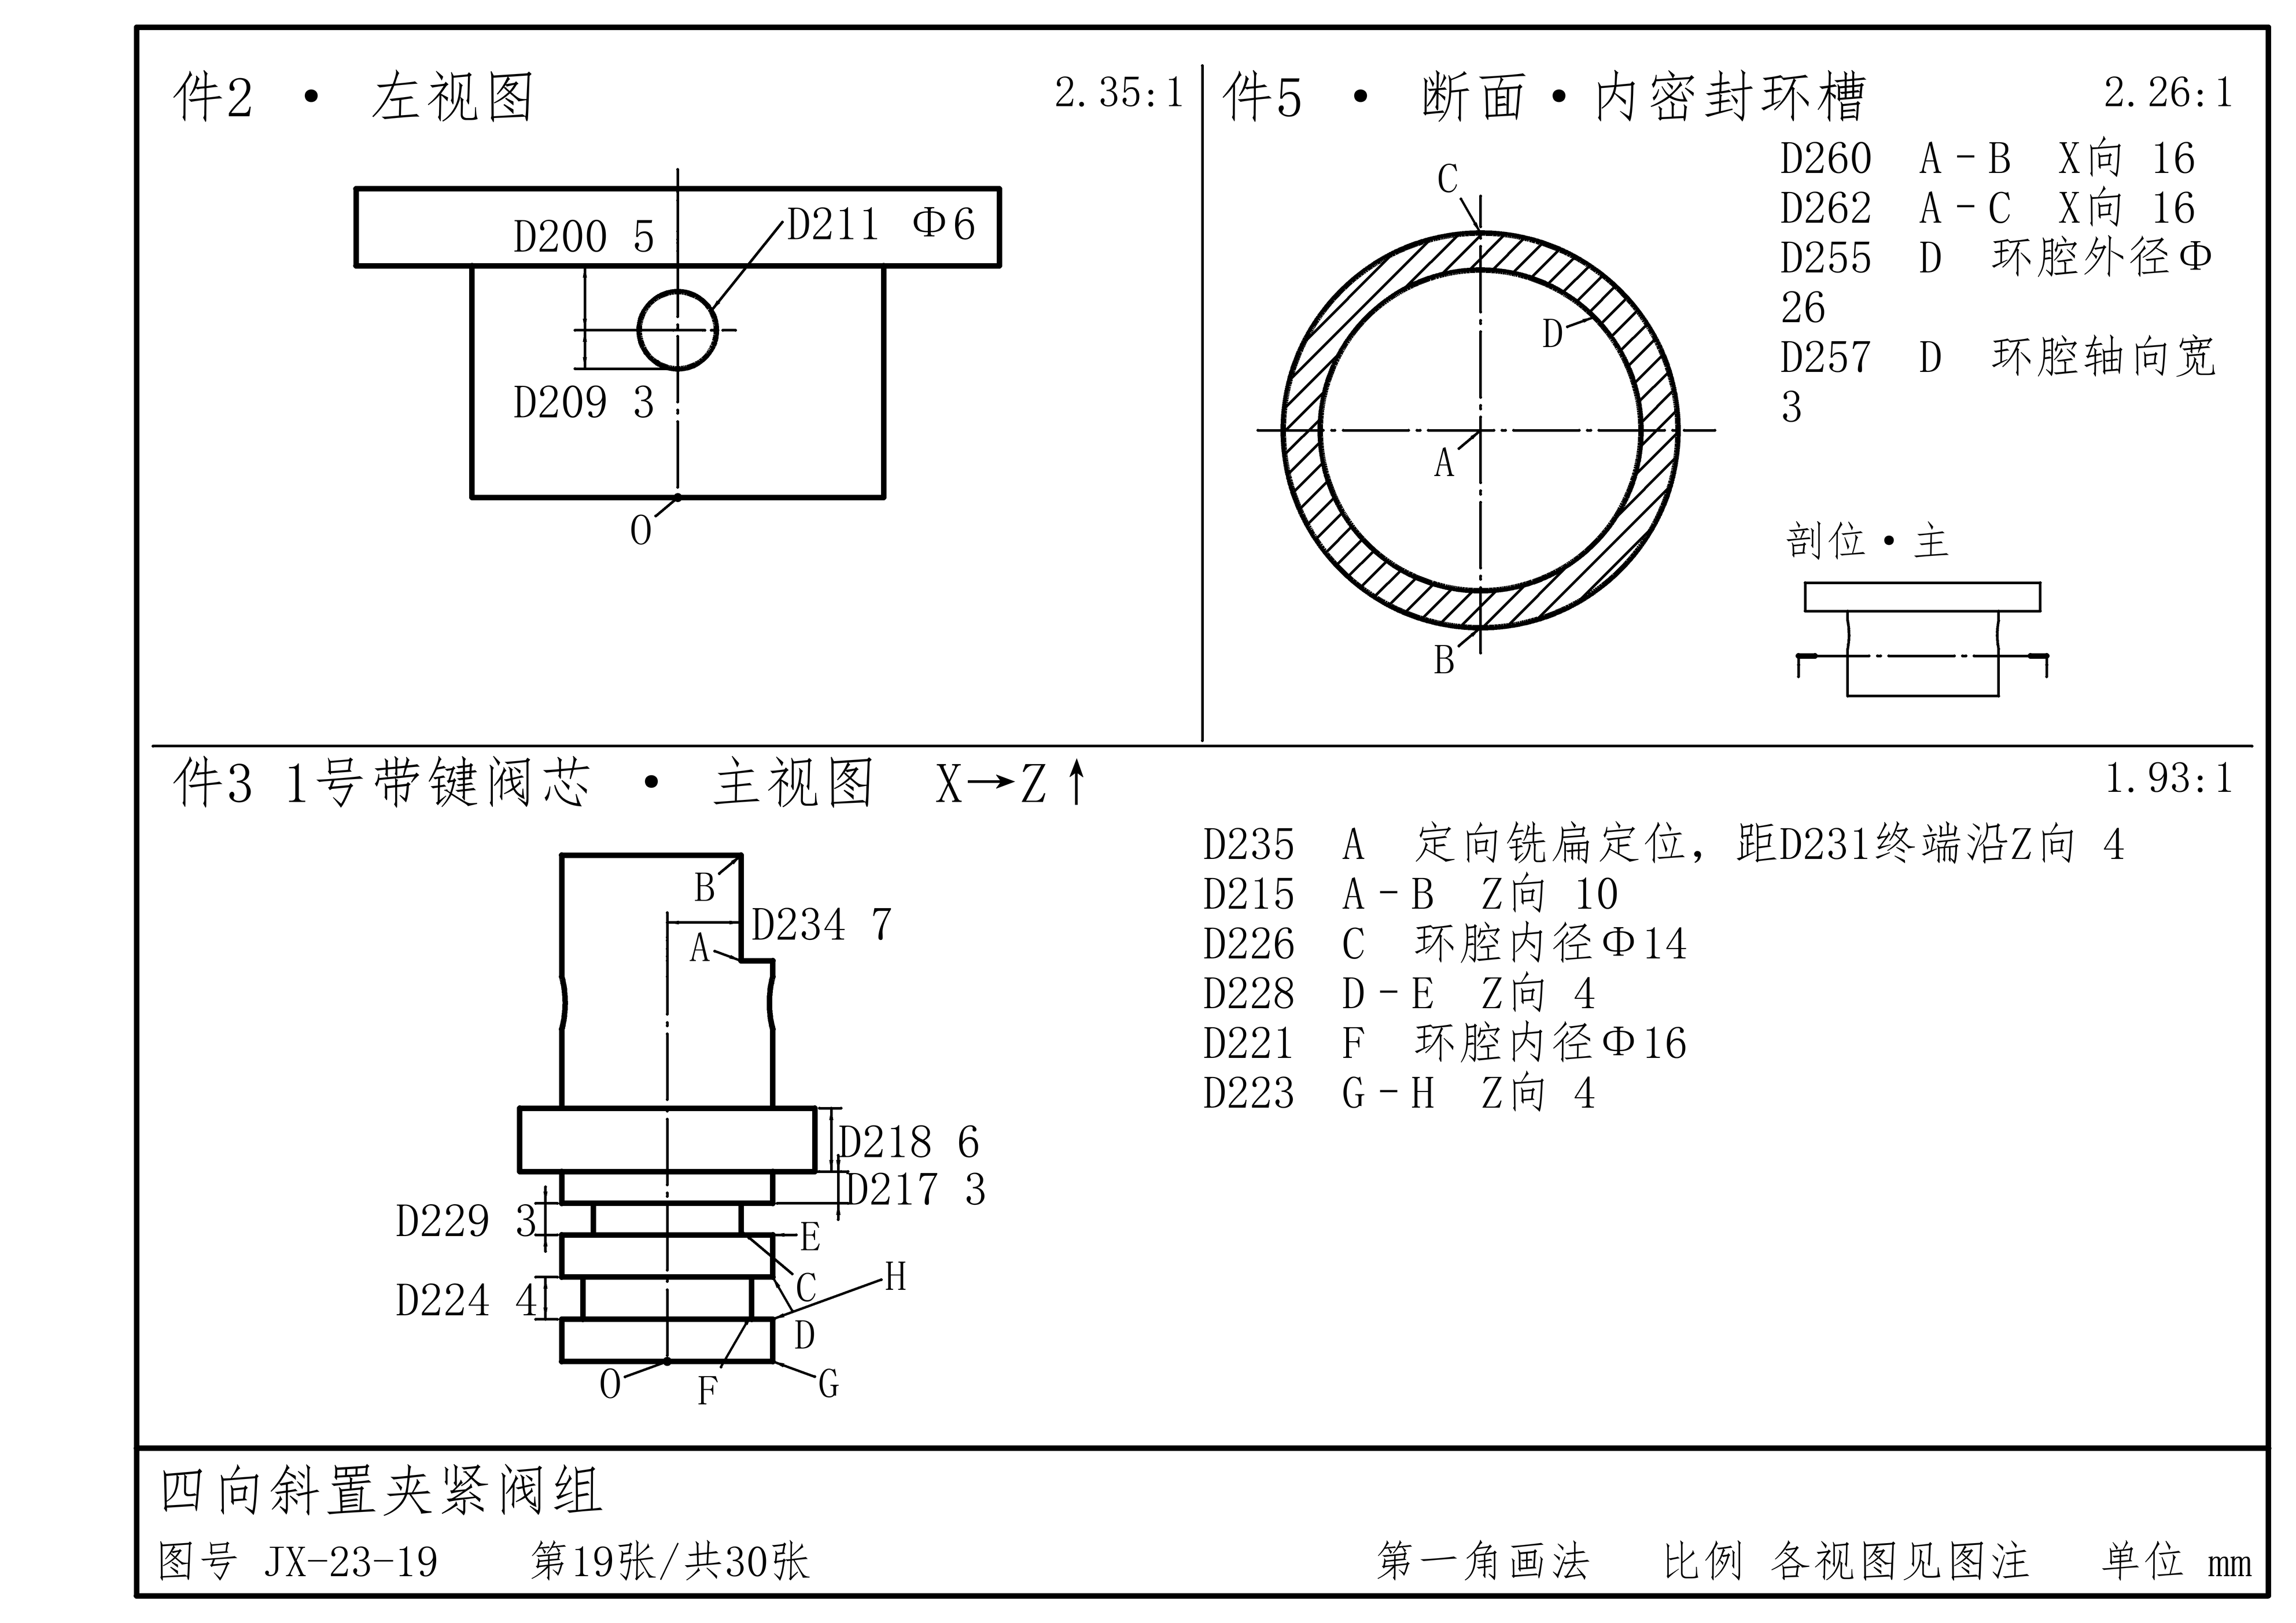 件2 · 左视图 2.35:1
D200 5
D211 Φ6
D209 3
O
件5 · 断面·内密封环槽 2.26:1
D260 A-B X向 16
D262 A-C X向 16
D255 D 环腔外径Φ
26
D257 D 环腔轴向宽
3
C
D
A
B
剖位·主
件3 1号带键阀芯 · 主视图 X→Z↑ 1.93:1
D235 A 定向铣扁定位，距D231终端沿Z向 4
D215 A-B Z向 10
D226 C 环腔内径Φ14
D228 D-E Z向 4
D221 F 环腔内径Φ16
D223 G-H Z向 4
B
D234 7
A
D218 6
D217 3
D229 3
E
C
H
D224 4
D
O
F
G
四向斜置夹紧阀组
图号 JX-23-19 第19张/共30张 第一角画法 比例 各视图见图注 单位 mm